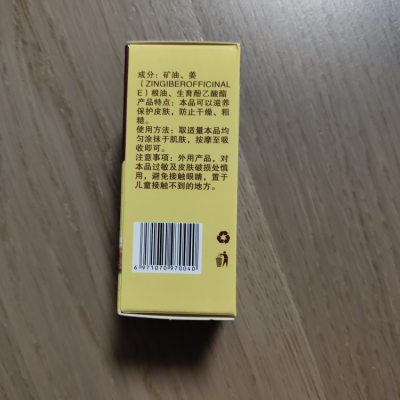 成分：矿油、姜
（ZINGIBEROFFICINAL
E）根油、生育酚乙酸酯
产品特点：本品可以滋养
保护皮肤，防止干燥、粗
糙。
使用方法：取适量本品均
匀涂抹于肌肤，按摩至吸
收即可。
注意事项：外用产品，对
本品过敏及皮肤破损处慎
用，避免接触眼睛，置于
儿童接触不到的地方。
6 971070 970040